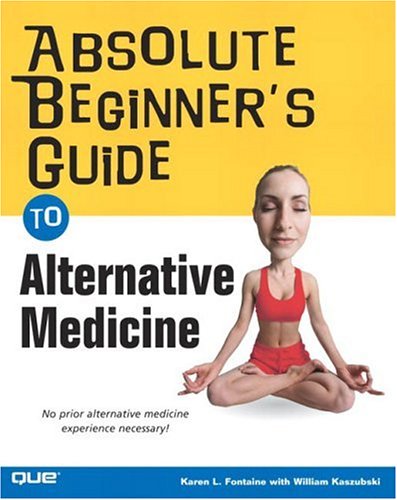 ABSOLUTE
BEGINNER'S
GUIDE
TO
Alternative
Medicine
No prior alternative medicine
experience necessary!
QUE®
Karen L. Fontaine with William Kaszubski